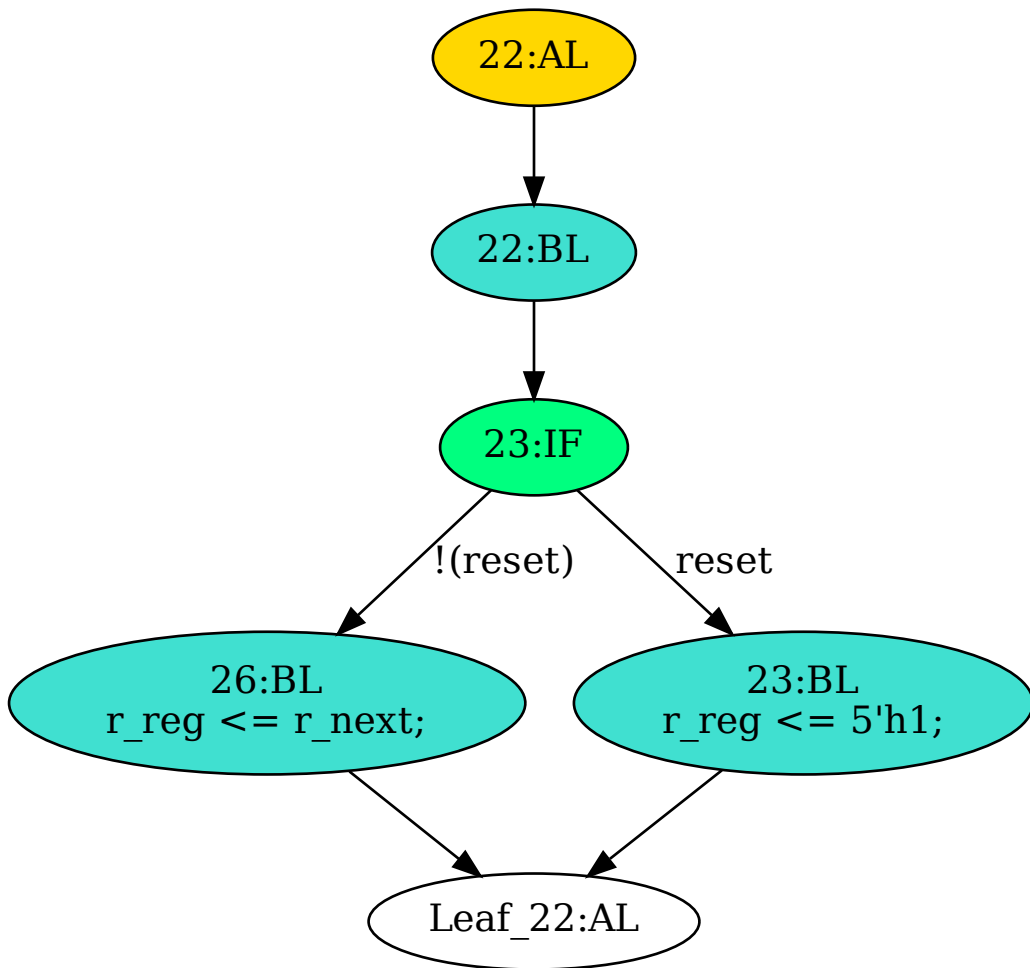 22:AL
22:BL
23:IF
!(reset)
reset
26:BL
r_reg <= r_next;
23:BL
r_reg <= 5'h1;
Leaf_22:AL